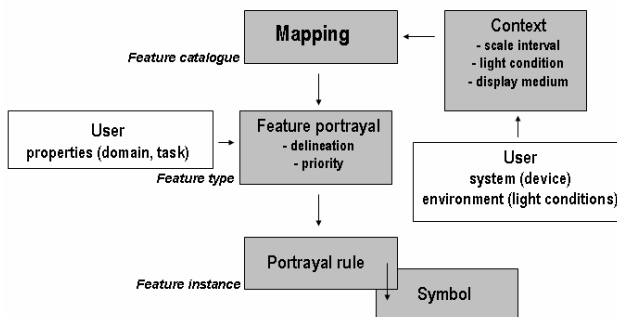 Mapping
Feature catalogue
Context
- scale interval
- light condition
- display medium
User
properties (domain, task)
Feature portrayal
- delineation
- priority
Feature type
User
system (device)
environment (light conditions)
Portrayal rule
Feature instance
Symbol